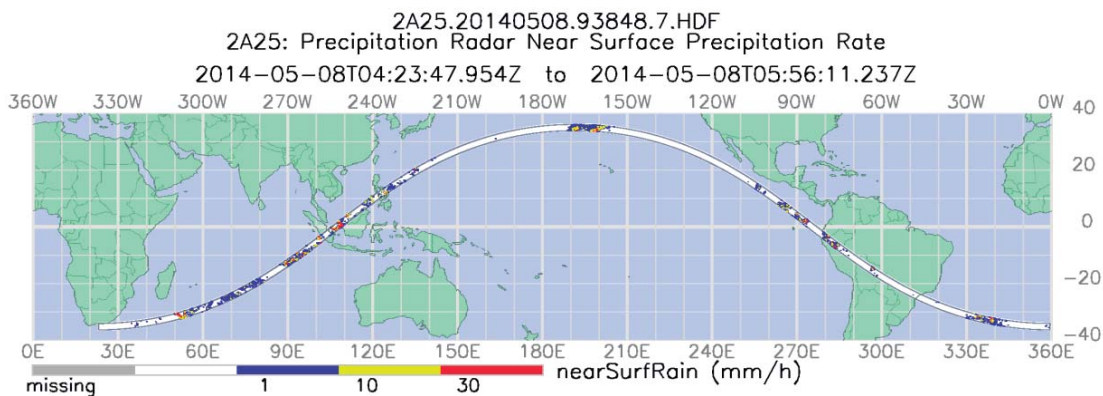 2A25.20140508.93848.7.HDF
2A25: Precipitation Radar Near Surface Precipitation Rate
2014-05-08T04:23:47.954Z to 2014-05-08T05:56:11.237Z
360W 330W 300W 270W 240W 210W 180W 150W 120W 90W 60W 30W 0W
40
20
0
-20
-40
0E 30E 60E 90E 120E 150E 180E 210E 240E 270E 300E 330E 360E
nearSurfRain (mm/h)
missing 1 10 30